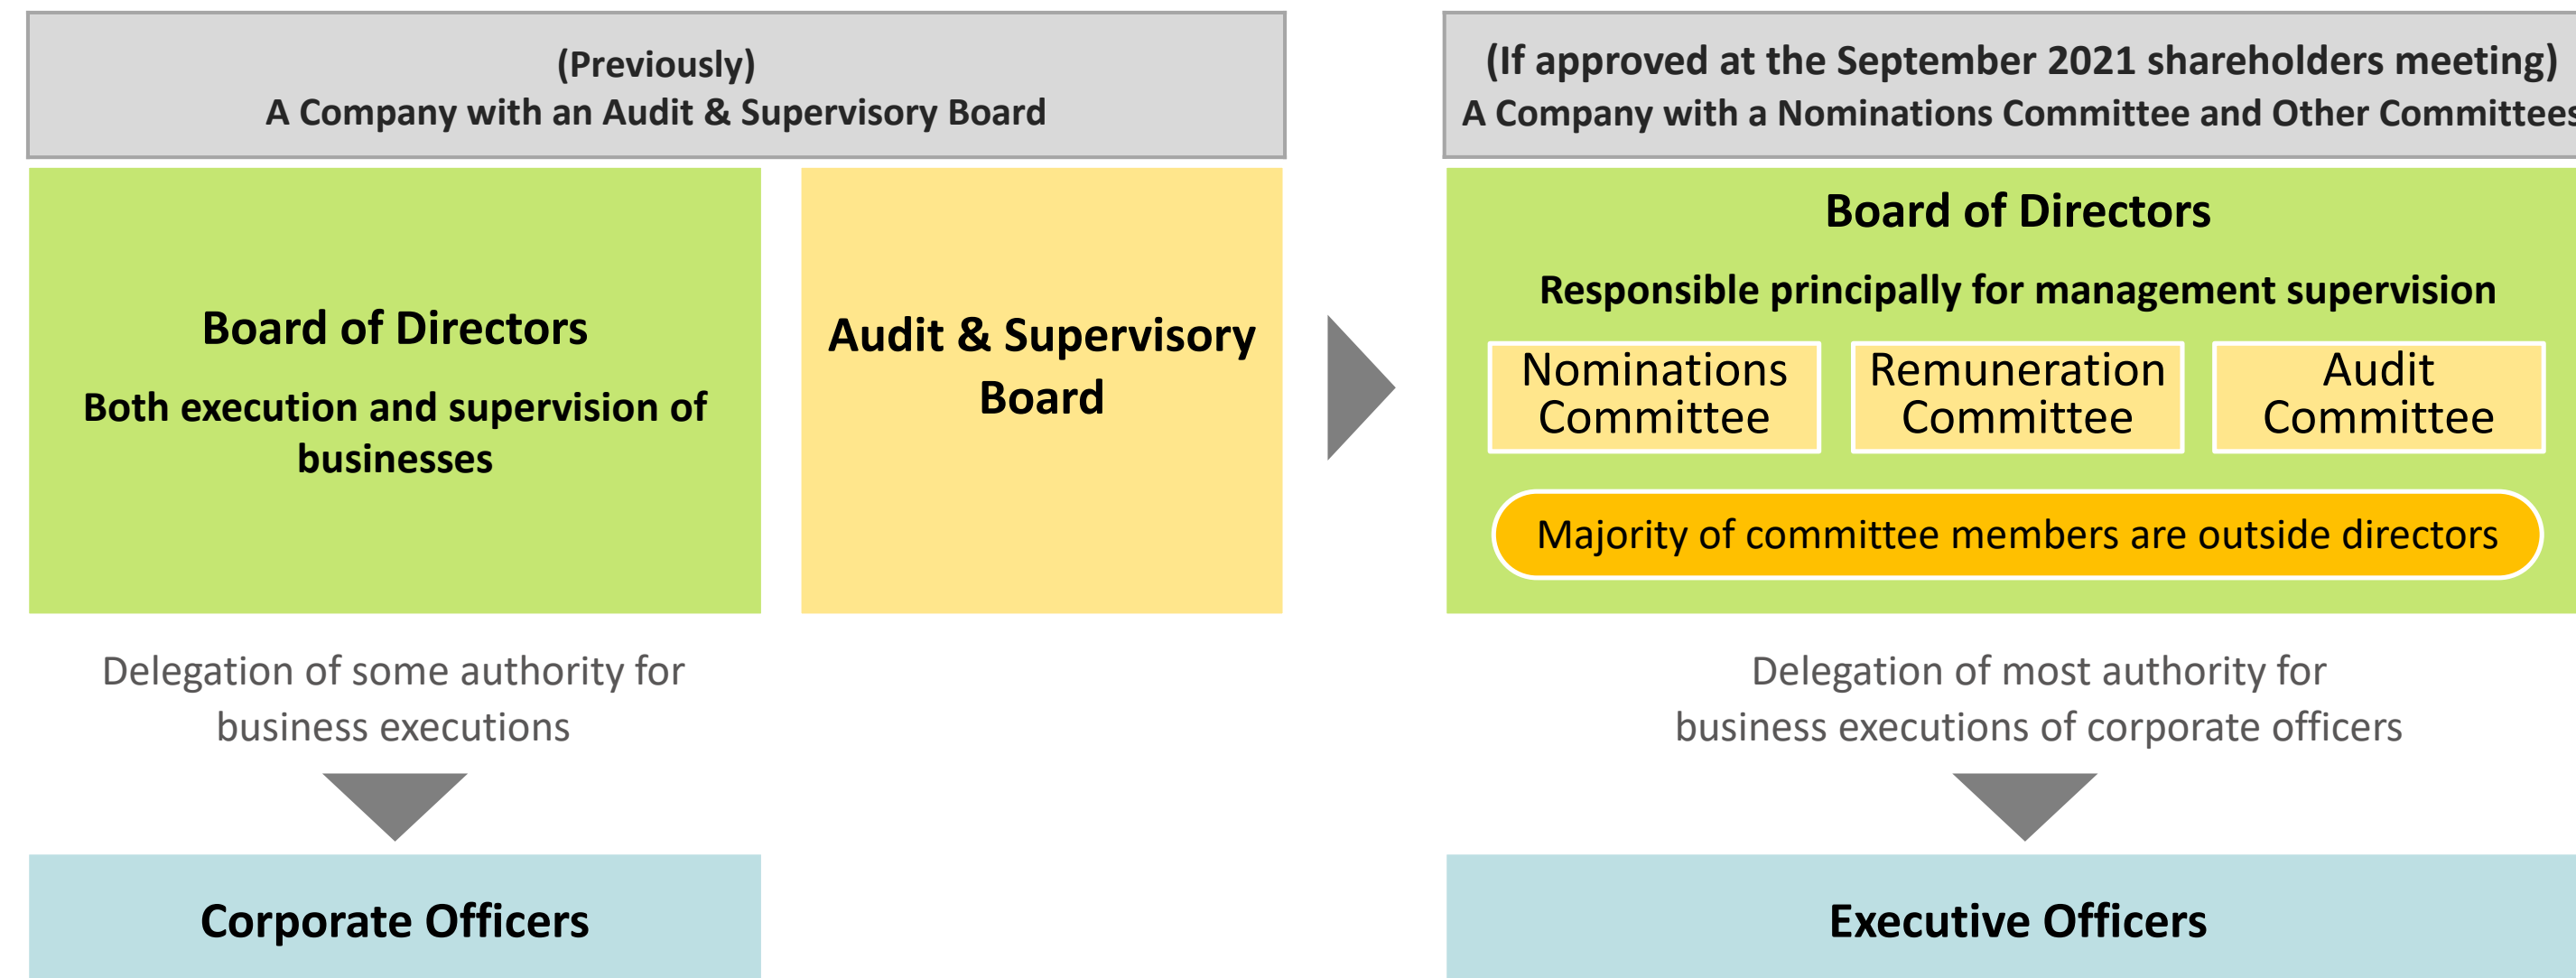 (Previously)
A Company with an Audit & Supervisory Board
Board of Directors
Both execution and supervision of
businesses
Audit & Supervisory
Board
Delegation of some authority for
business executions
Corporate Officers
(If approved at the September 2021 shareholders meeting)
A Company with a Nominations Committee and Other Committees
Board of Directors
Responsible principally for management supervision
Nominations
Committee
Remuneration
Committee
Audit
Committee
Majority of committee members are outside directors
Delegation of most authority for
business executions of corporate officers
Executive Officers